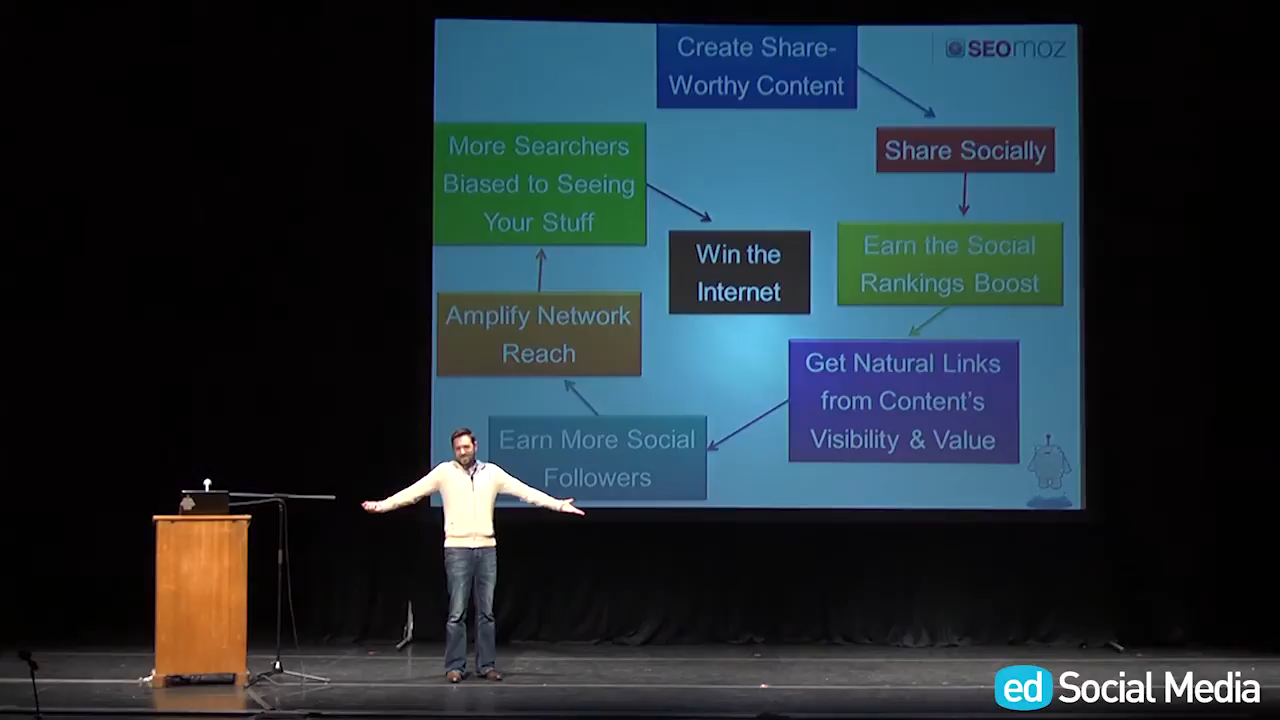 Create Share-
Worthy Content
SEOmoz
Share Socially
Earn the Social
Rankings Boost
Get Natural Links
from Content's
Visibility & Value
Earn More Social
Followers
Amplify Network
Reach
More Searchers
Biased to Seeing
Your Stuff
Win the
Internet
ed Social Media